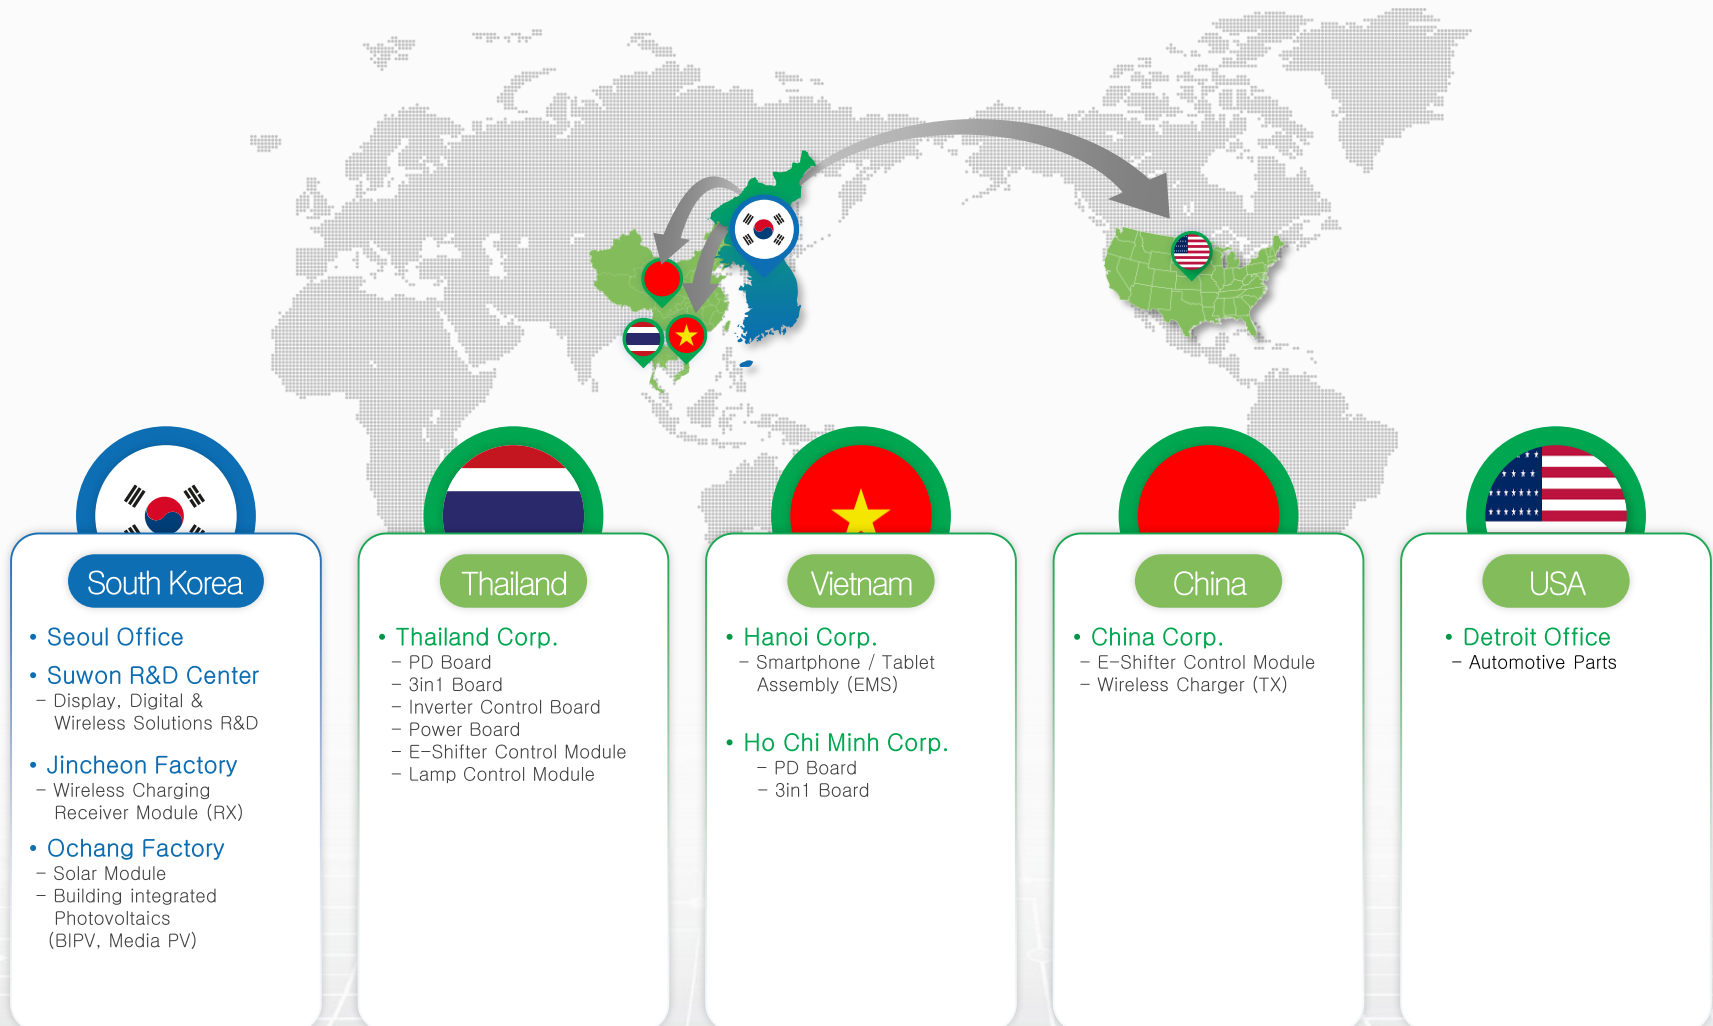 South Korea
• Seoul Office
• Suwon R&D Center
- Display, Digital &
Wireless Solutions R&D
• Jincheon Factory
- Wireless Charging
Receiver Module (RX)
• Ochang Factory
- Solar Module
- Building integrated
Photovoltaics
(BIPV, Media PV)
Thailand
• Thailand Corp.
- PD Board
- 3in1 Board
- Inverter Control Board
- Power Board
- E-Shifter Control Module
- Lamp Control Module
Vietnam
• Hanoi Corp.
- Smartphone / Tablet
Assembly (EMS)
• Ho Chi Minh Corp.
- PD Board
- 3in1 Board
China
• China Corp.
- E-Shifter Control Module
- Wireless Charger (TX)
USA
• Detroit Office
- Automotive Parts